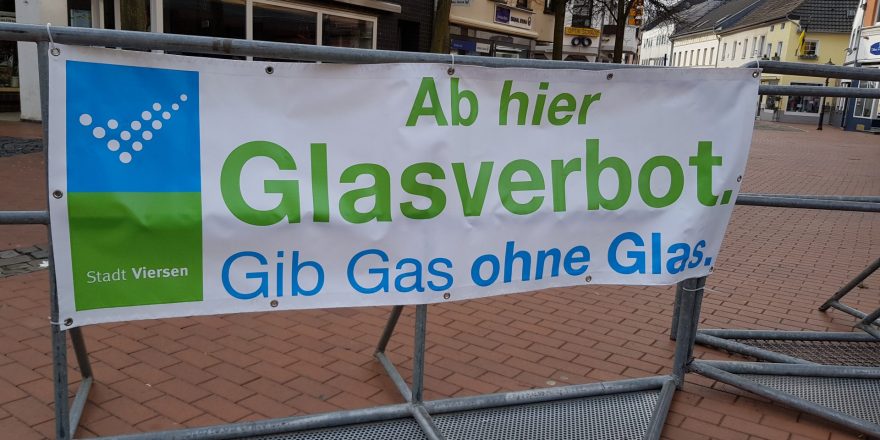 Ab hier
Glasverbot.
Gib Gas ohne Glas.
Stadt Viersen